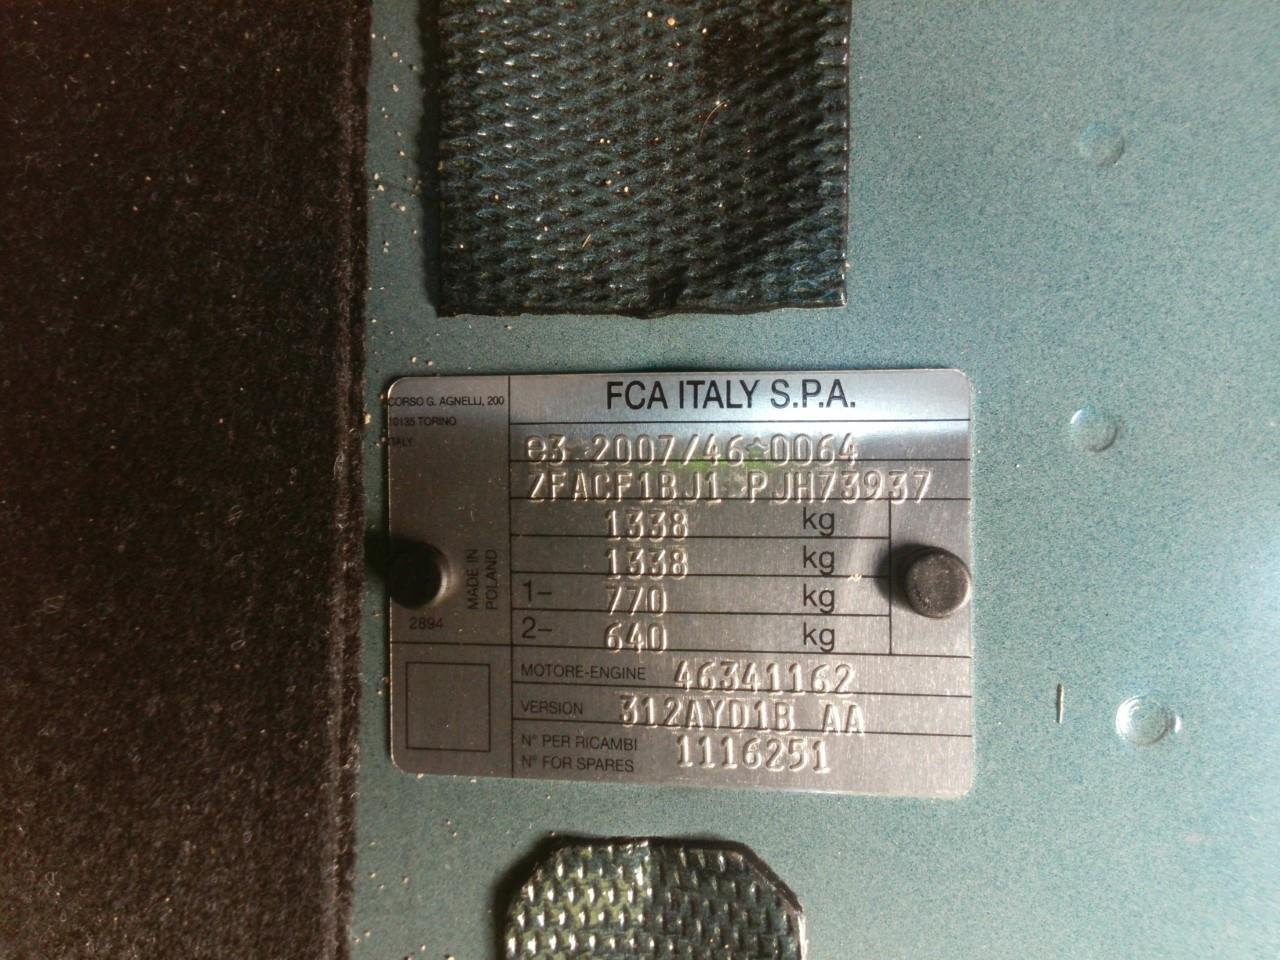 FCA ITALY S.P.A.
CORSO G. AGNELLI, 200
10135 TORINO
ITALY
e3*2007/46*0064
ZFACF1BJ1 PJH73937
1338 kg
1338 kg
1- 770 kg
2- 640 kg
MADE IN
POLAND
2894
MOTORE-ENGINE 46341162
VERSION 312AYD1B AA
N° PER RICAMBI
N° FOR SPARES
1116251